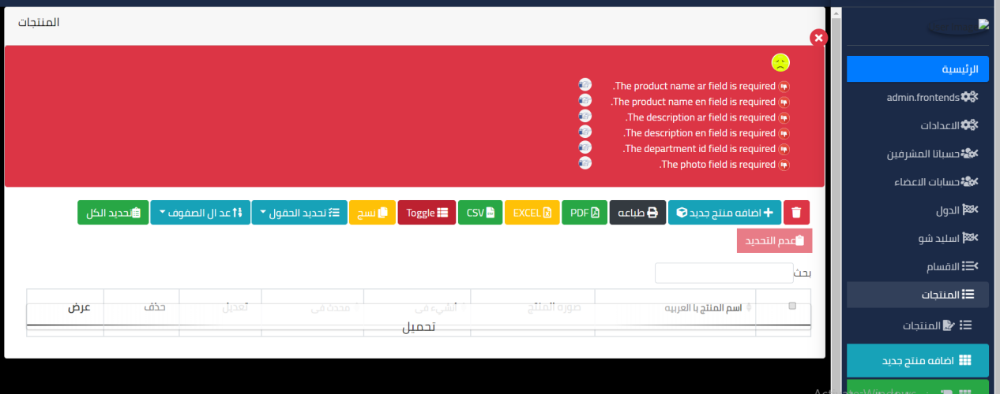 المنتجات
The product name ar field is required.
The product name en field is required.
The description ar field is required.
The description en field is required.
The department id field is required.
The photo field is required.
اضافه منتج جديد
طباعه
PDF
EXCEL
CSV
Toggle
نسخ
تحديد الحقول
عد ال الصفوف
تحديد الكل
عدم التحديد
بحث
اسم المنتج با العربيه
صوره المنتج
محدث فى
تعديل
حذف
عرض
تحميل
الرئيسية
admin.frontends
الاعدادات
حسباتا المشرفين
حسابات الاعضاء
الدول
اسليد شو
الاقسام
المنتجات
المنتجات
اضافه منتج جديد